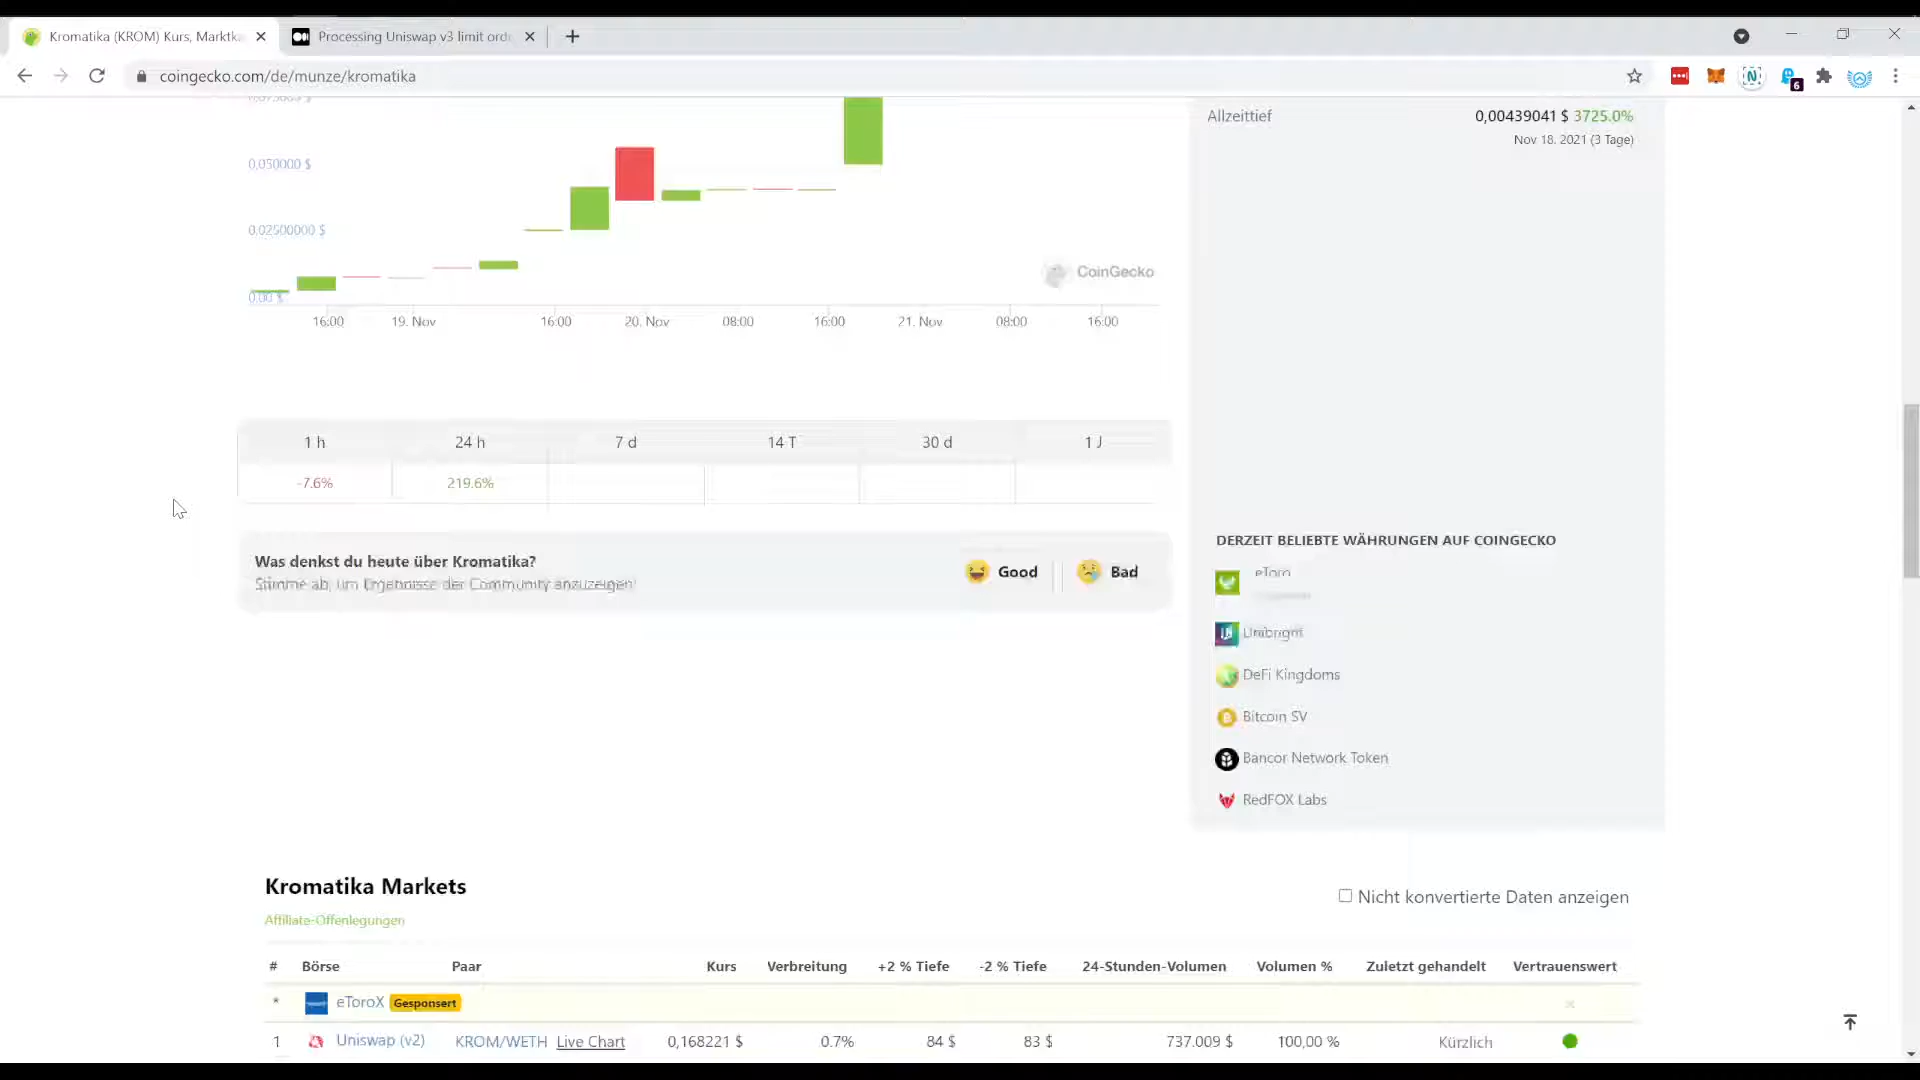 Kromatika (KROM) Kurs, Marktka
Processing Uniswap v3 limit ord
coingecko.com/de/munze/kromatika
6
0,050000 $
0,02500000 $
0,00 $
CoinGecko
16:00 19. Nov 16:00 20. Nov 08:00 16:00 21. Nov 08:00 16:00
Allzeittief 0,00439041 $ 3725.0%
Nov 18. 2021 (3 Tage)
1 h 24 h 7 d 14 T 30 d 1 J
-7.6% 219.6%
Was denkst du heute über Kromatika?
Stimme ab, um Ergebnisse der Community anzuzeigen!
Good Bad
DERZEIT BELIEBTE WÄHRUNGEN AUF COINGECKO
eToro
Unibright
DeFi Kingdoms
Bitcoin SV
Bancor Network Token
RedFOX Labs
Kromatika Markets
Nicht konvertierte Daten anzeigen
Affiliate-Offenlegungen
# Börse Paar Kurs Verbreitung +2 % Tiefe -2 % Tiefe 24-Stunden-Volumen Volumen % Zuletzt gehandelt Vertrauenswert
* eToroX Gesponsert
1 Uniswap (v2) KROM/WETH Live Chart 0,168221 $ 0.7% 84 $ 83 $ 737.009 $ 100,00 % Kürzlich